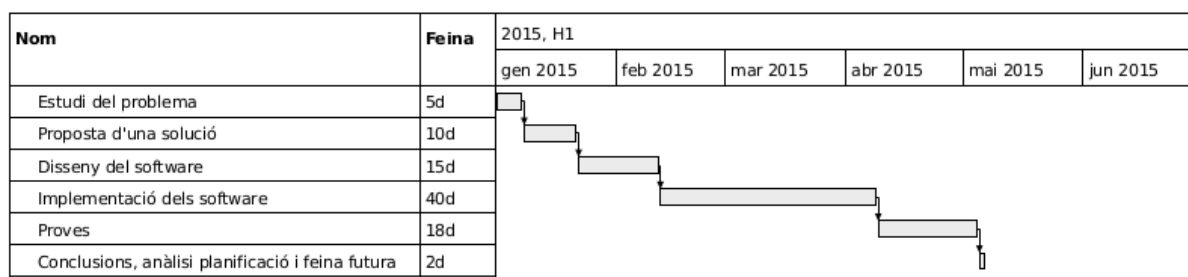 Nom Feina 2015, H1
gen 2015 feb 2015 mar 2015 abr 2015 mai 2015 jun 2015
Estudi del problema 5d
Proposta d'una solució 10d
Disseny del software 15d
Implementació dels software 40d
Proves 18d
Conclusions, anàlisi planificació i feina futura 2d